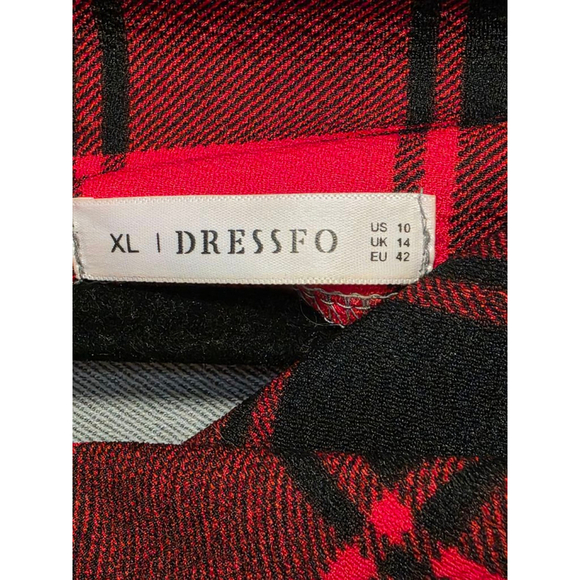 XL | DRESSFO
US 10
UK 14
EU 42